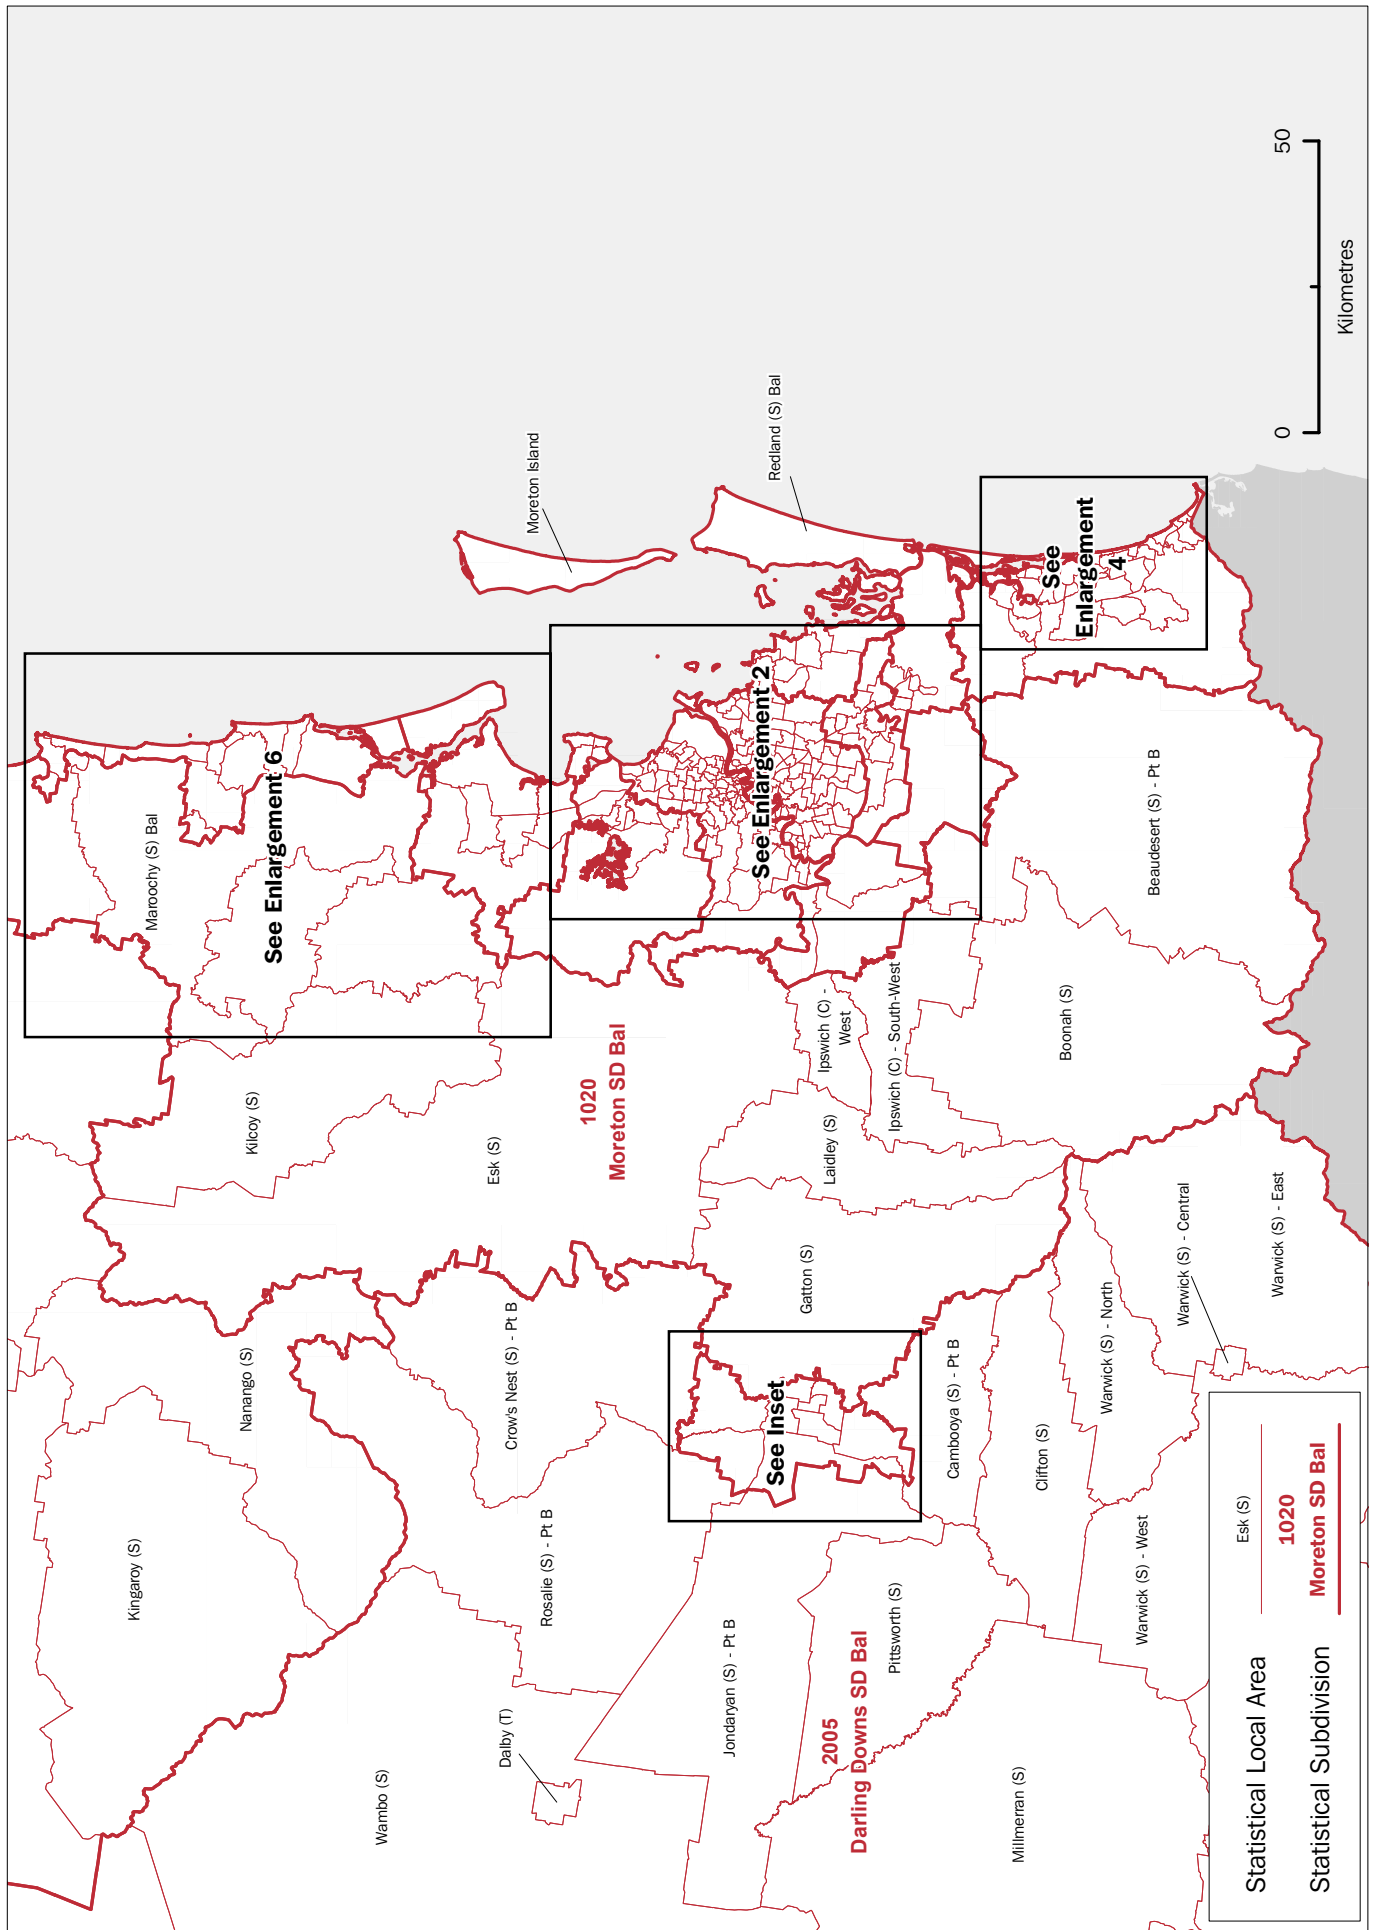 Maroochy (S) Bal
See Enlargement 6
Kilcoy (S)
Esk (S)
1020
Moreton SD Bal
Moreton Island
Redland (S) Bal
See Enlargement 2
See
Enlargement
4
Nanango (S)
Kingaroy (S)
Crow's Nest (S) - Pt B
Rosalie (S) - Pt B
Wambo (S)
Dalby (T)
Jondaryan (S) - Pt B
See Inset
Gatton (S)
Laidley (S)
Ipswich (C) -
West
Ipswich (C) - South-West
Boonah (S)
Beaudesert (S) - Pt B
Cambooya (S) - Pt B
Clifton (S)
Pittsworth (S)
2005
Darling Downs SD Bal
Millmerran (S)
Warwick (S) - North
Warwick (S) - West
Warwick (S) - Central
Warwick (S) - East
0
50
Kilometres
Statistical Local Area
Esk (S)
Statistical Subdivision
1020
Moreton SD Bal